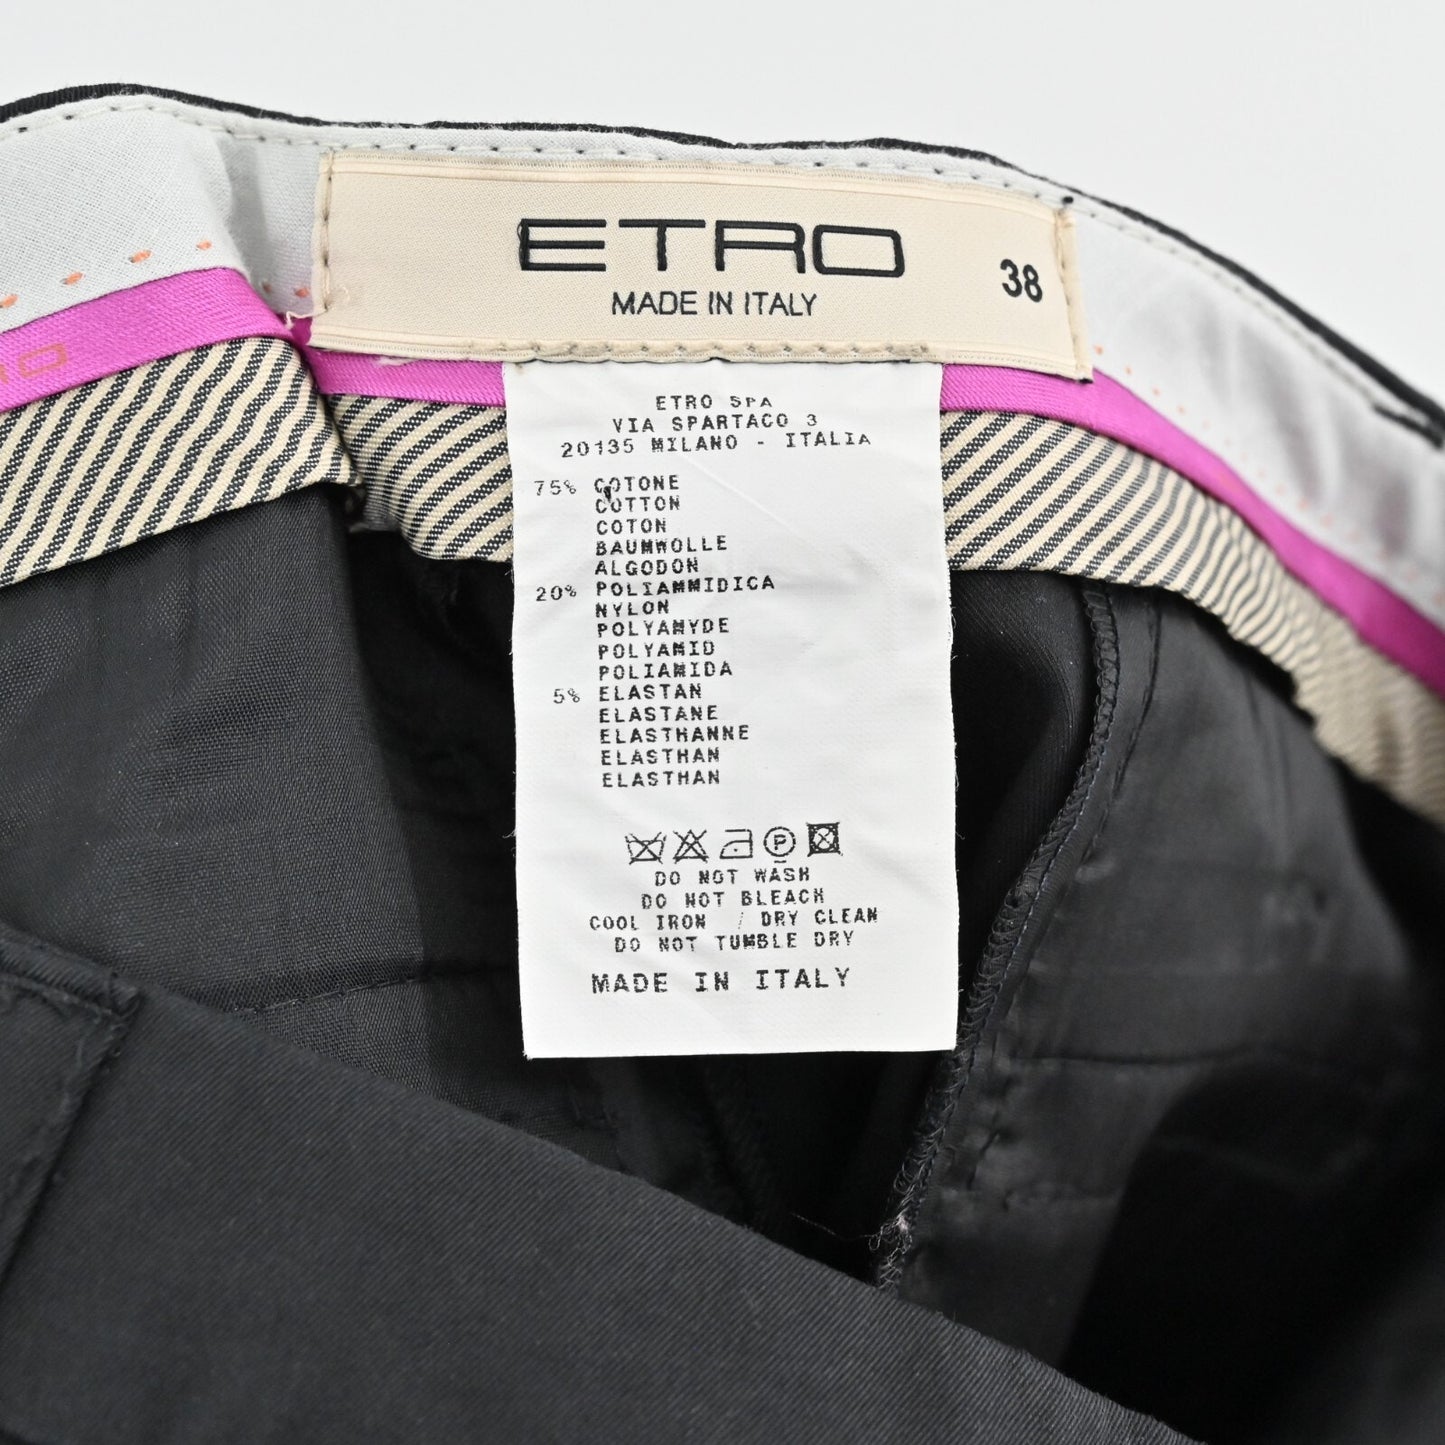 ETRO
MADE IN ITALY
38
ETRO SPA
VIA SPARTACO 3
20135 MILANO - ITALIA
75% COTONE
COTTON
COTON
BAUMWOLLE
ALGODON
20% POLIAMMIDICA
NYLON
POLYAMYDE
POLYAMID
POLIAMIDA
5% ELASTAN
ELASTANE
ELASTHANNE
ELASTHAN
ELASTHAN
P
DO NOT WASH
DO NOT BLEACH
COOL IRON / DRY CLEAN
DO NOT TUMBLE DRY
MADE IN ITALY